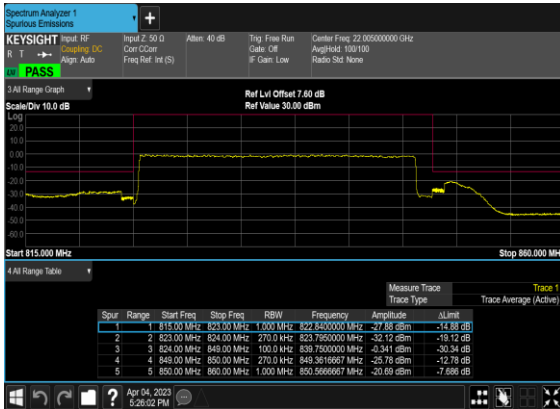 Spectrum Analyzer 1
Spurious Emissions
+
KEYSIGHT Input: RF Input Z: 50 Ω Atten: 40 dB Trig: Free Run Center Freq: 22.005000000 GHz
R T Coupling: DC Corr CCorr Gate: Off Avg|Hold: 100/100
Align: Auto Freq Ref: Int (S) IF Gain: Low Radio Std: None
LVI PASS
3 All Range Graph
Ref Lvl Offset 7.60 dB
Scale/Div 10.0 dB Ref Value 30.00 dBm
Log
20.0
10.0
0.00
-10.0
-20.0
-30.0
-40.0
-50.0
-60.0
Start 815.000 MHz Stop 860.000 MH
4 All Range Table
Measure Trace Trace 1
Trace Type Trace Average (Active)
Spur Range Start Freq Stop Freq RBW Frequency Amplitude ΔLimit
1 1 815.00 MHz 823.00 MHz 1.000 MHz 822.8400000 MHz -27.88 dBm -14.88 dB
2 2 823.00 MHz 824.00 MHz 270.0 kHz 823.7950000 MHz -32.12 dBm -19.12 dB
3 3 824.00 MHz 849.00 MHz 100.0 kHz 839.7500000 MHz -0.341 dBm -30.34 dB
4 4 849.00 MHz 850.00 MHz 270.0 kHz 849.3616667 MHz -25.78 dBm -12.78 dB
5 5 850.00 MHz 860.00 MHz 1.000 MHz 850.5666667 MHz -20.69 dBm -7.686 dB
? Apr 04, 2023
5:26:02 PM